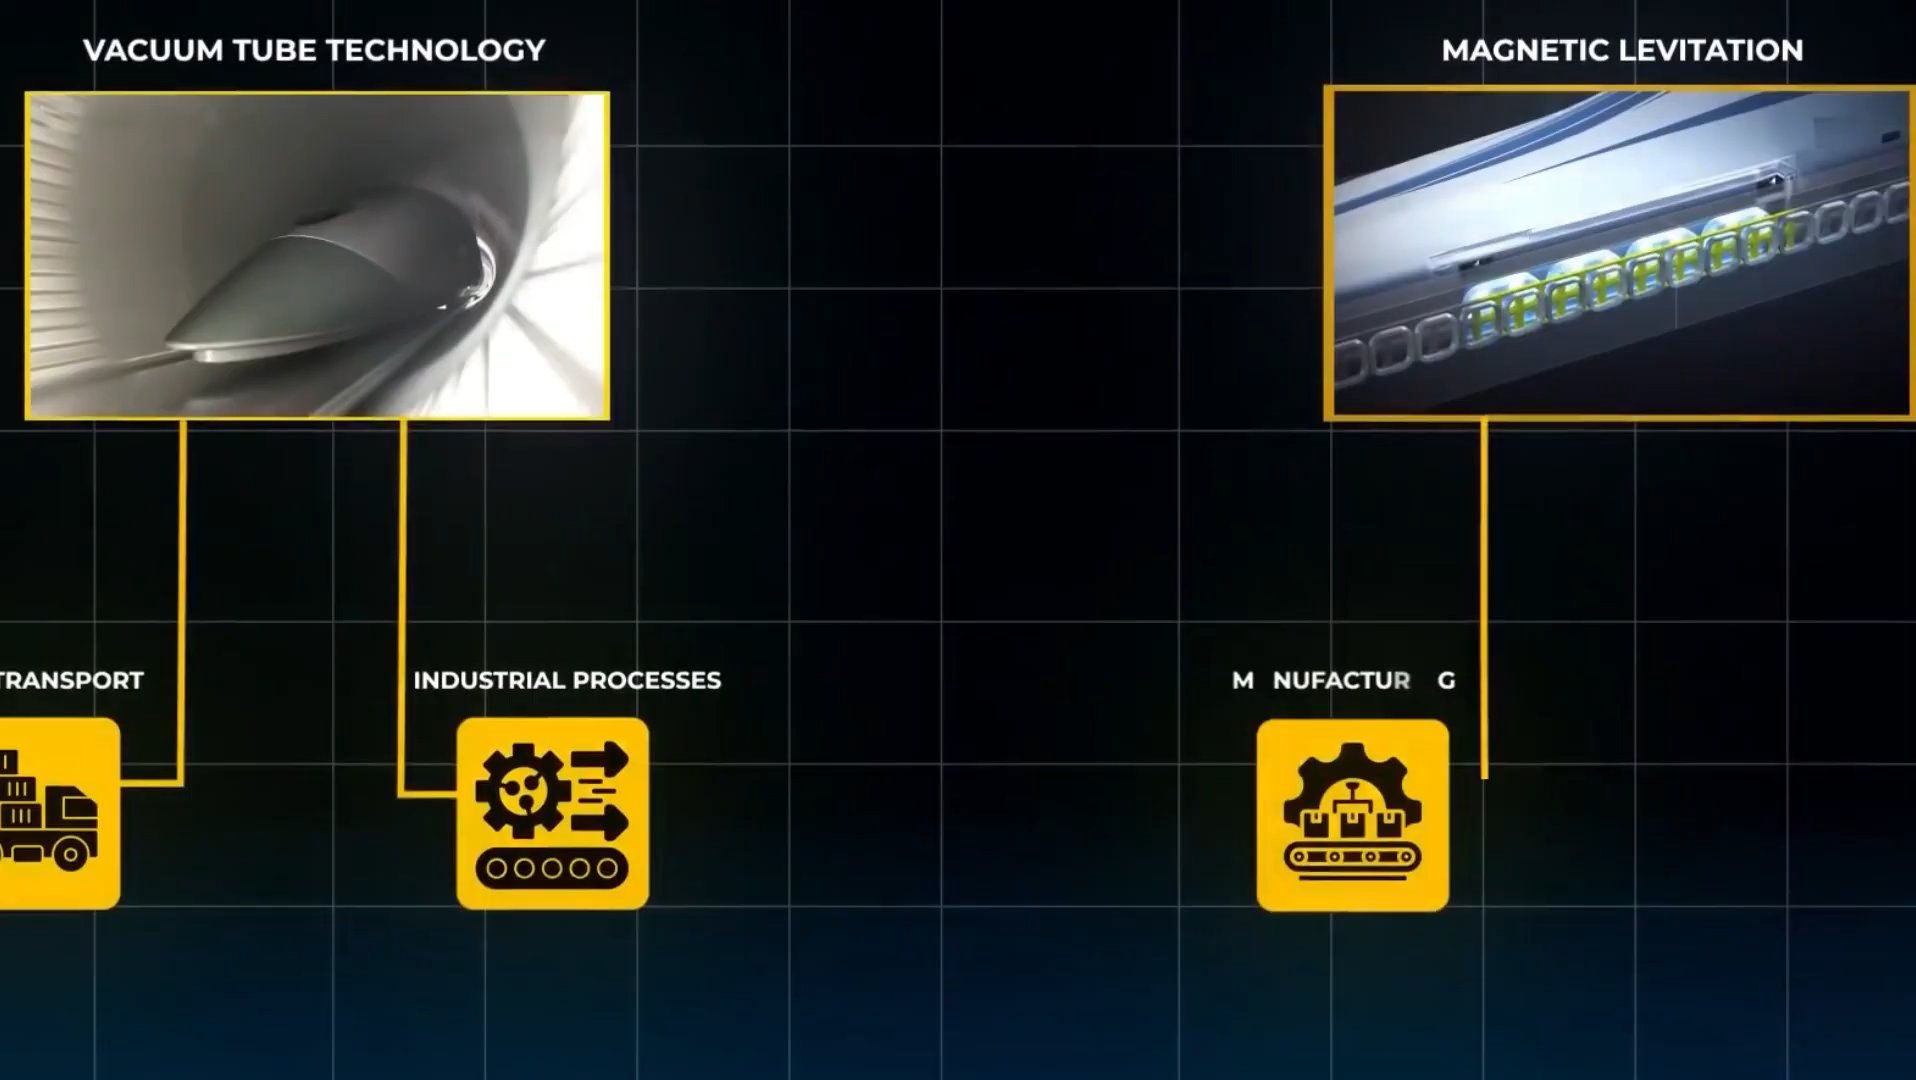 VACUUM TUBE TECHNOLOGY
MAGNETIC LEVITATION
TRANSPORT
INDUSTRIAL PROCESSES
M NUFACTUR G